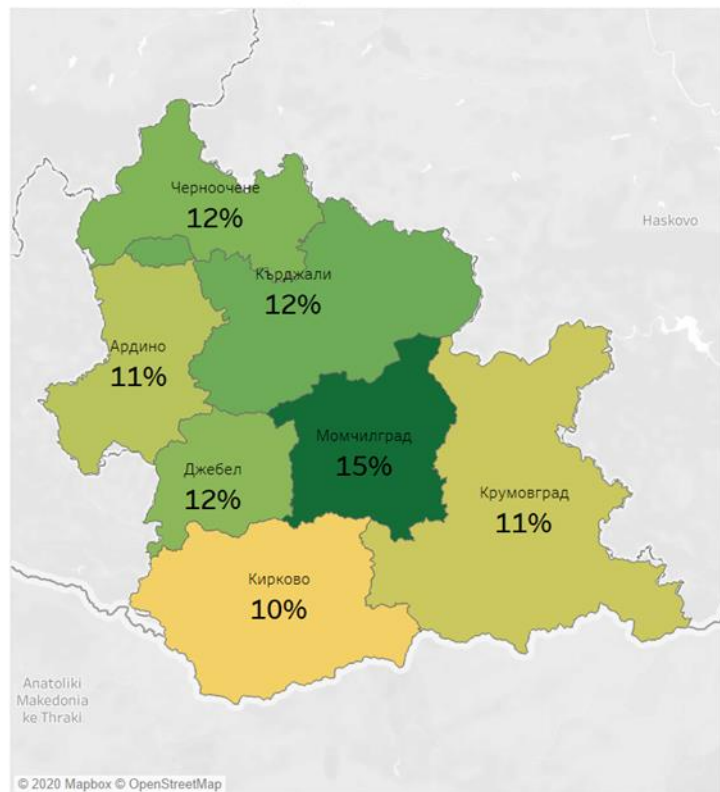 Черноочене
12%
Haskovo
Кърджали
12%
Ардино
11%
Момчилград
15%
Джебел
12%
Крумовград
11%
Кирково
10%
Anatoliki
Makedonia
ke Thraki
© 2020 Mapbox © OpenStreetMap